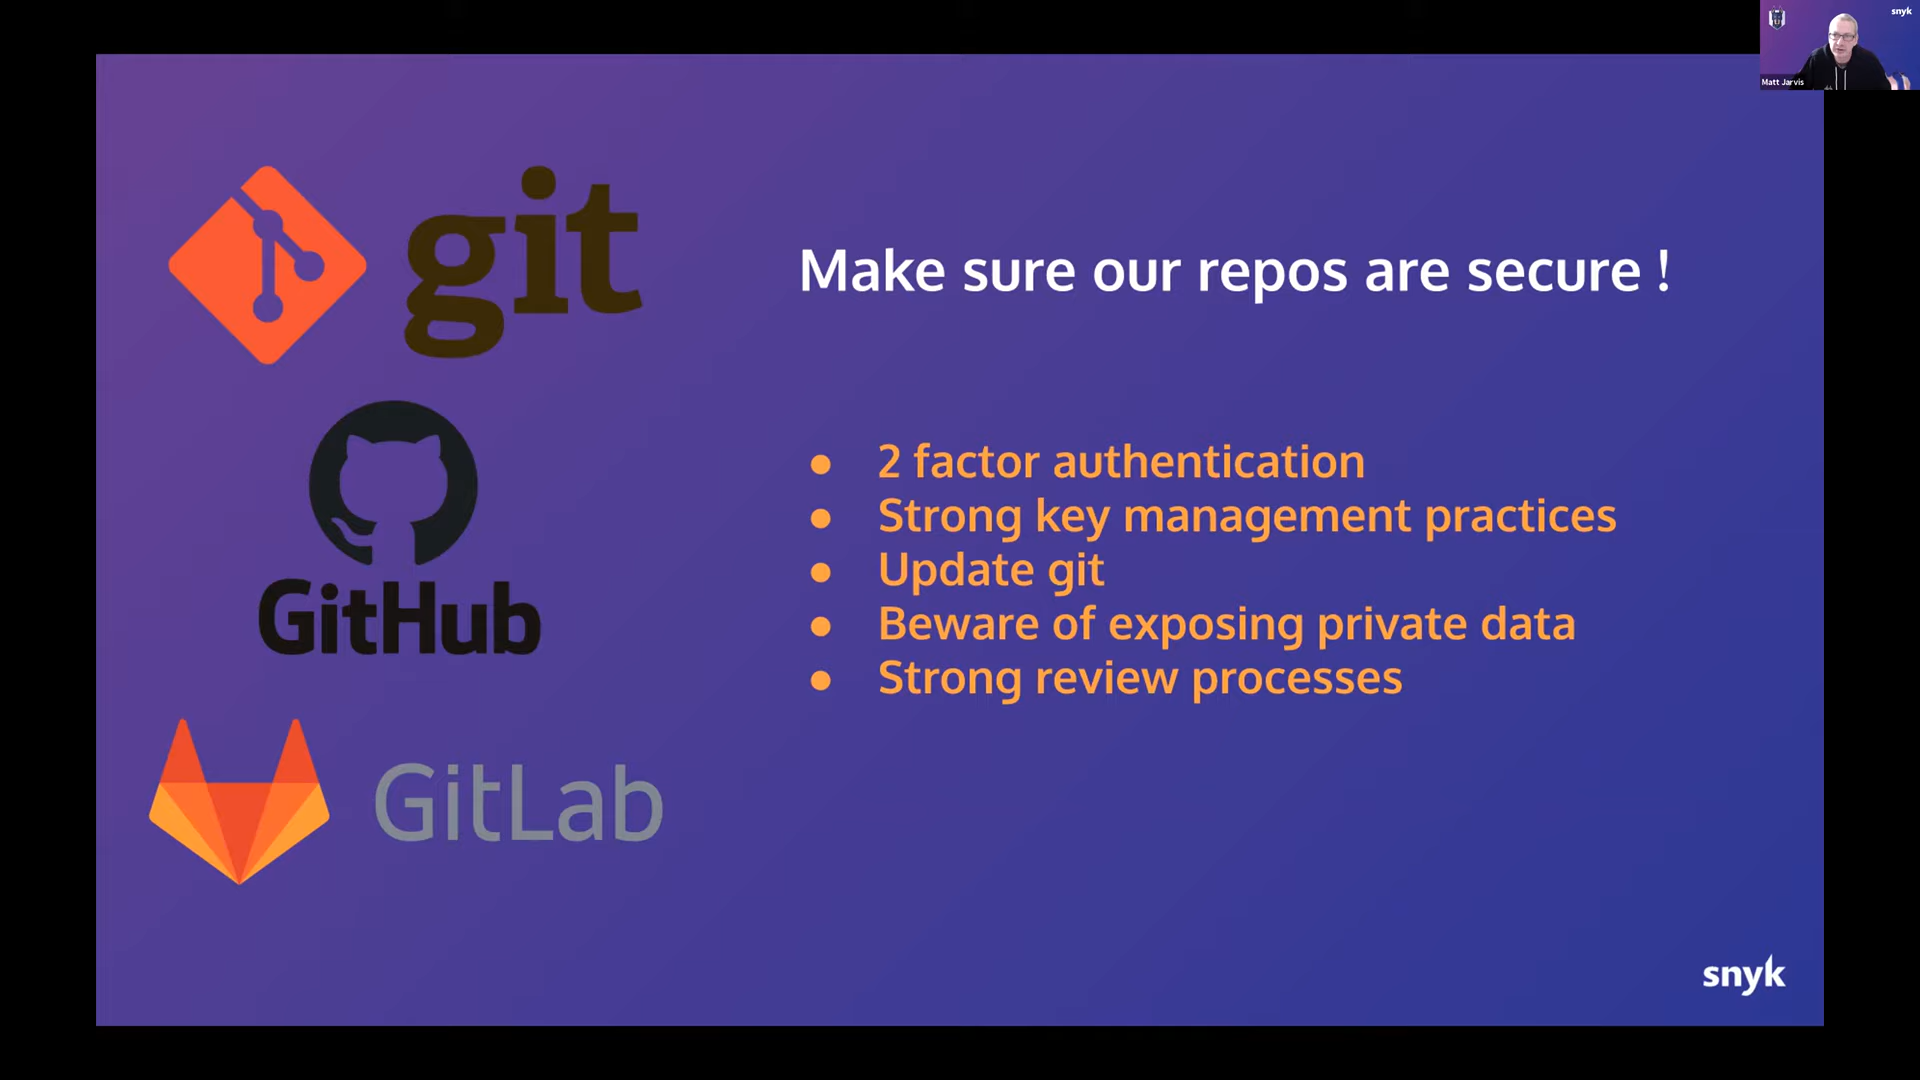 snyk
Matt Jarvis
git
Make sure our repos are secure !
GitHub
GitLab
● 2 factor authentication
● Strong key management practices
● Update git
● Beware of exposing private data
● Strong review processes
snyk